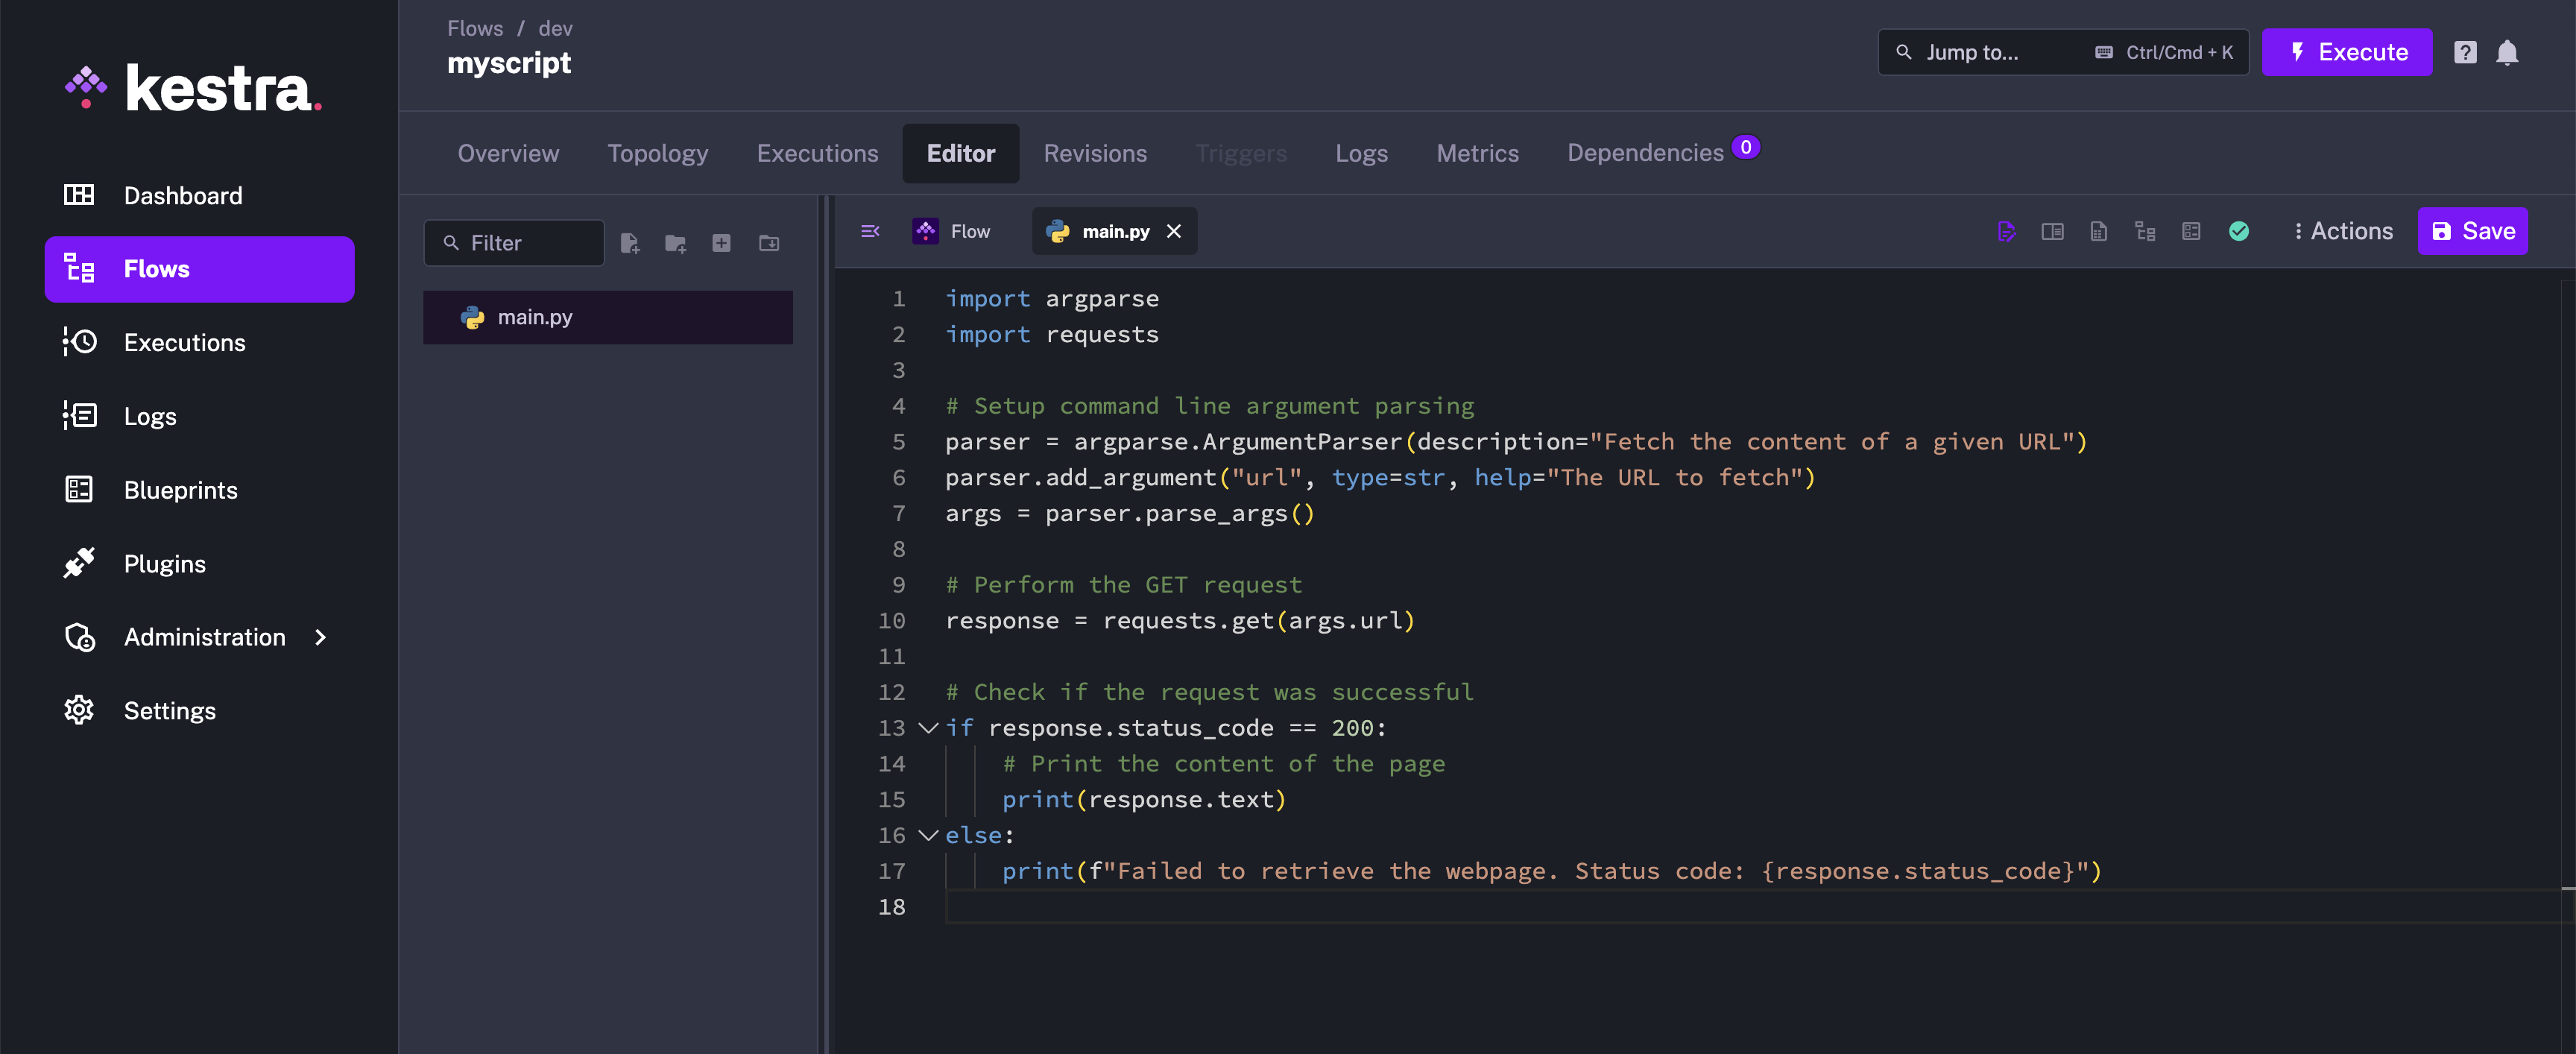 kestra.
Dashboard
Flows
Executions
Logs
Blueprints
Plugins
Administration
Settings
Flows / dev
myscript
Jump to... Ctrl/Cmd + K
Execute
?
Overview Topology Executions Editor Revisions Triggers Logs Metrics Dependencies 0
Filter
main.py
Flow main.py
Actions Save
1 import argparse
2 import requests
3
4 # Setup command line argument parsing
5 parser = argparse.ArgumentParser(description="Fetch the content of a given URL")
6 parser.add_argument("url", type=str, help="The URL to fetch")
7 args = parser.parse_args()
8
9 # Perform the GET request
10 response = requests.get(args.url)
11
12 # Check if the request was successful
13 if response.status_code == 200:
14     # Print the content of the page
15     print(response.text)
16 else:
17     print(f"Failed to retrieve the webpage. Status code: {response.status_code}")
18